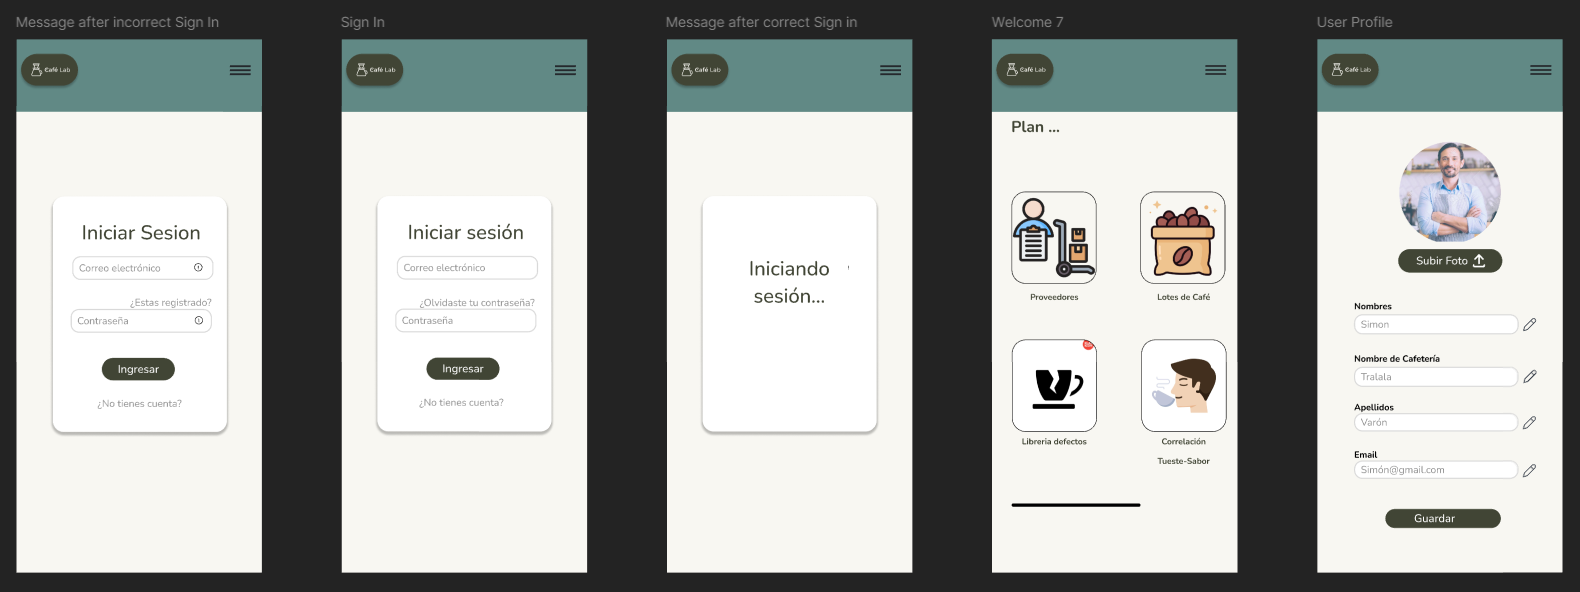 Message after incorrect Sign In
Café Lab
Iniciar Sesion
Correo electrónico
¿Estas registrado?
Contraseña
Ingresar
¿No tienes cuenta?
Sign In
Café Lab
Iniciar sesión
Correo electrónico
¿Olvidaste tu contraseña?
Contraseña
Ingresar
¿No tienes cuenta?
Message after correct Sign in
Café Lab
Iniciando
sesión...
Welcome 7
Café Lab
Plan ...
Proveedores
Lotes de Café
Libreria defectos
Correlación
Tueste-Sabor
User Profile
Café Lab
Subir Foto
Nombres
Simon
Nombre de Cafetería
Tralala
Apellidos
Varón
Email
Simón@gmail.com
Guardar